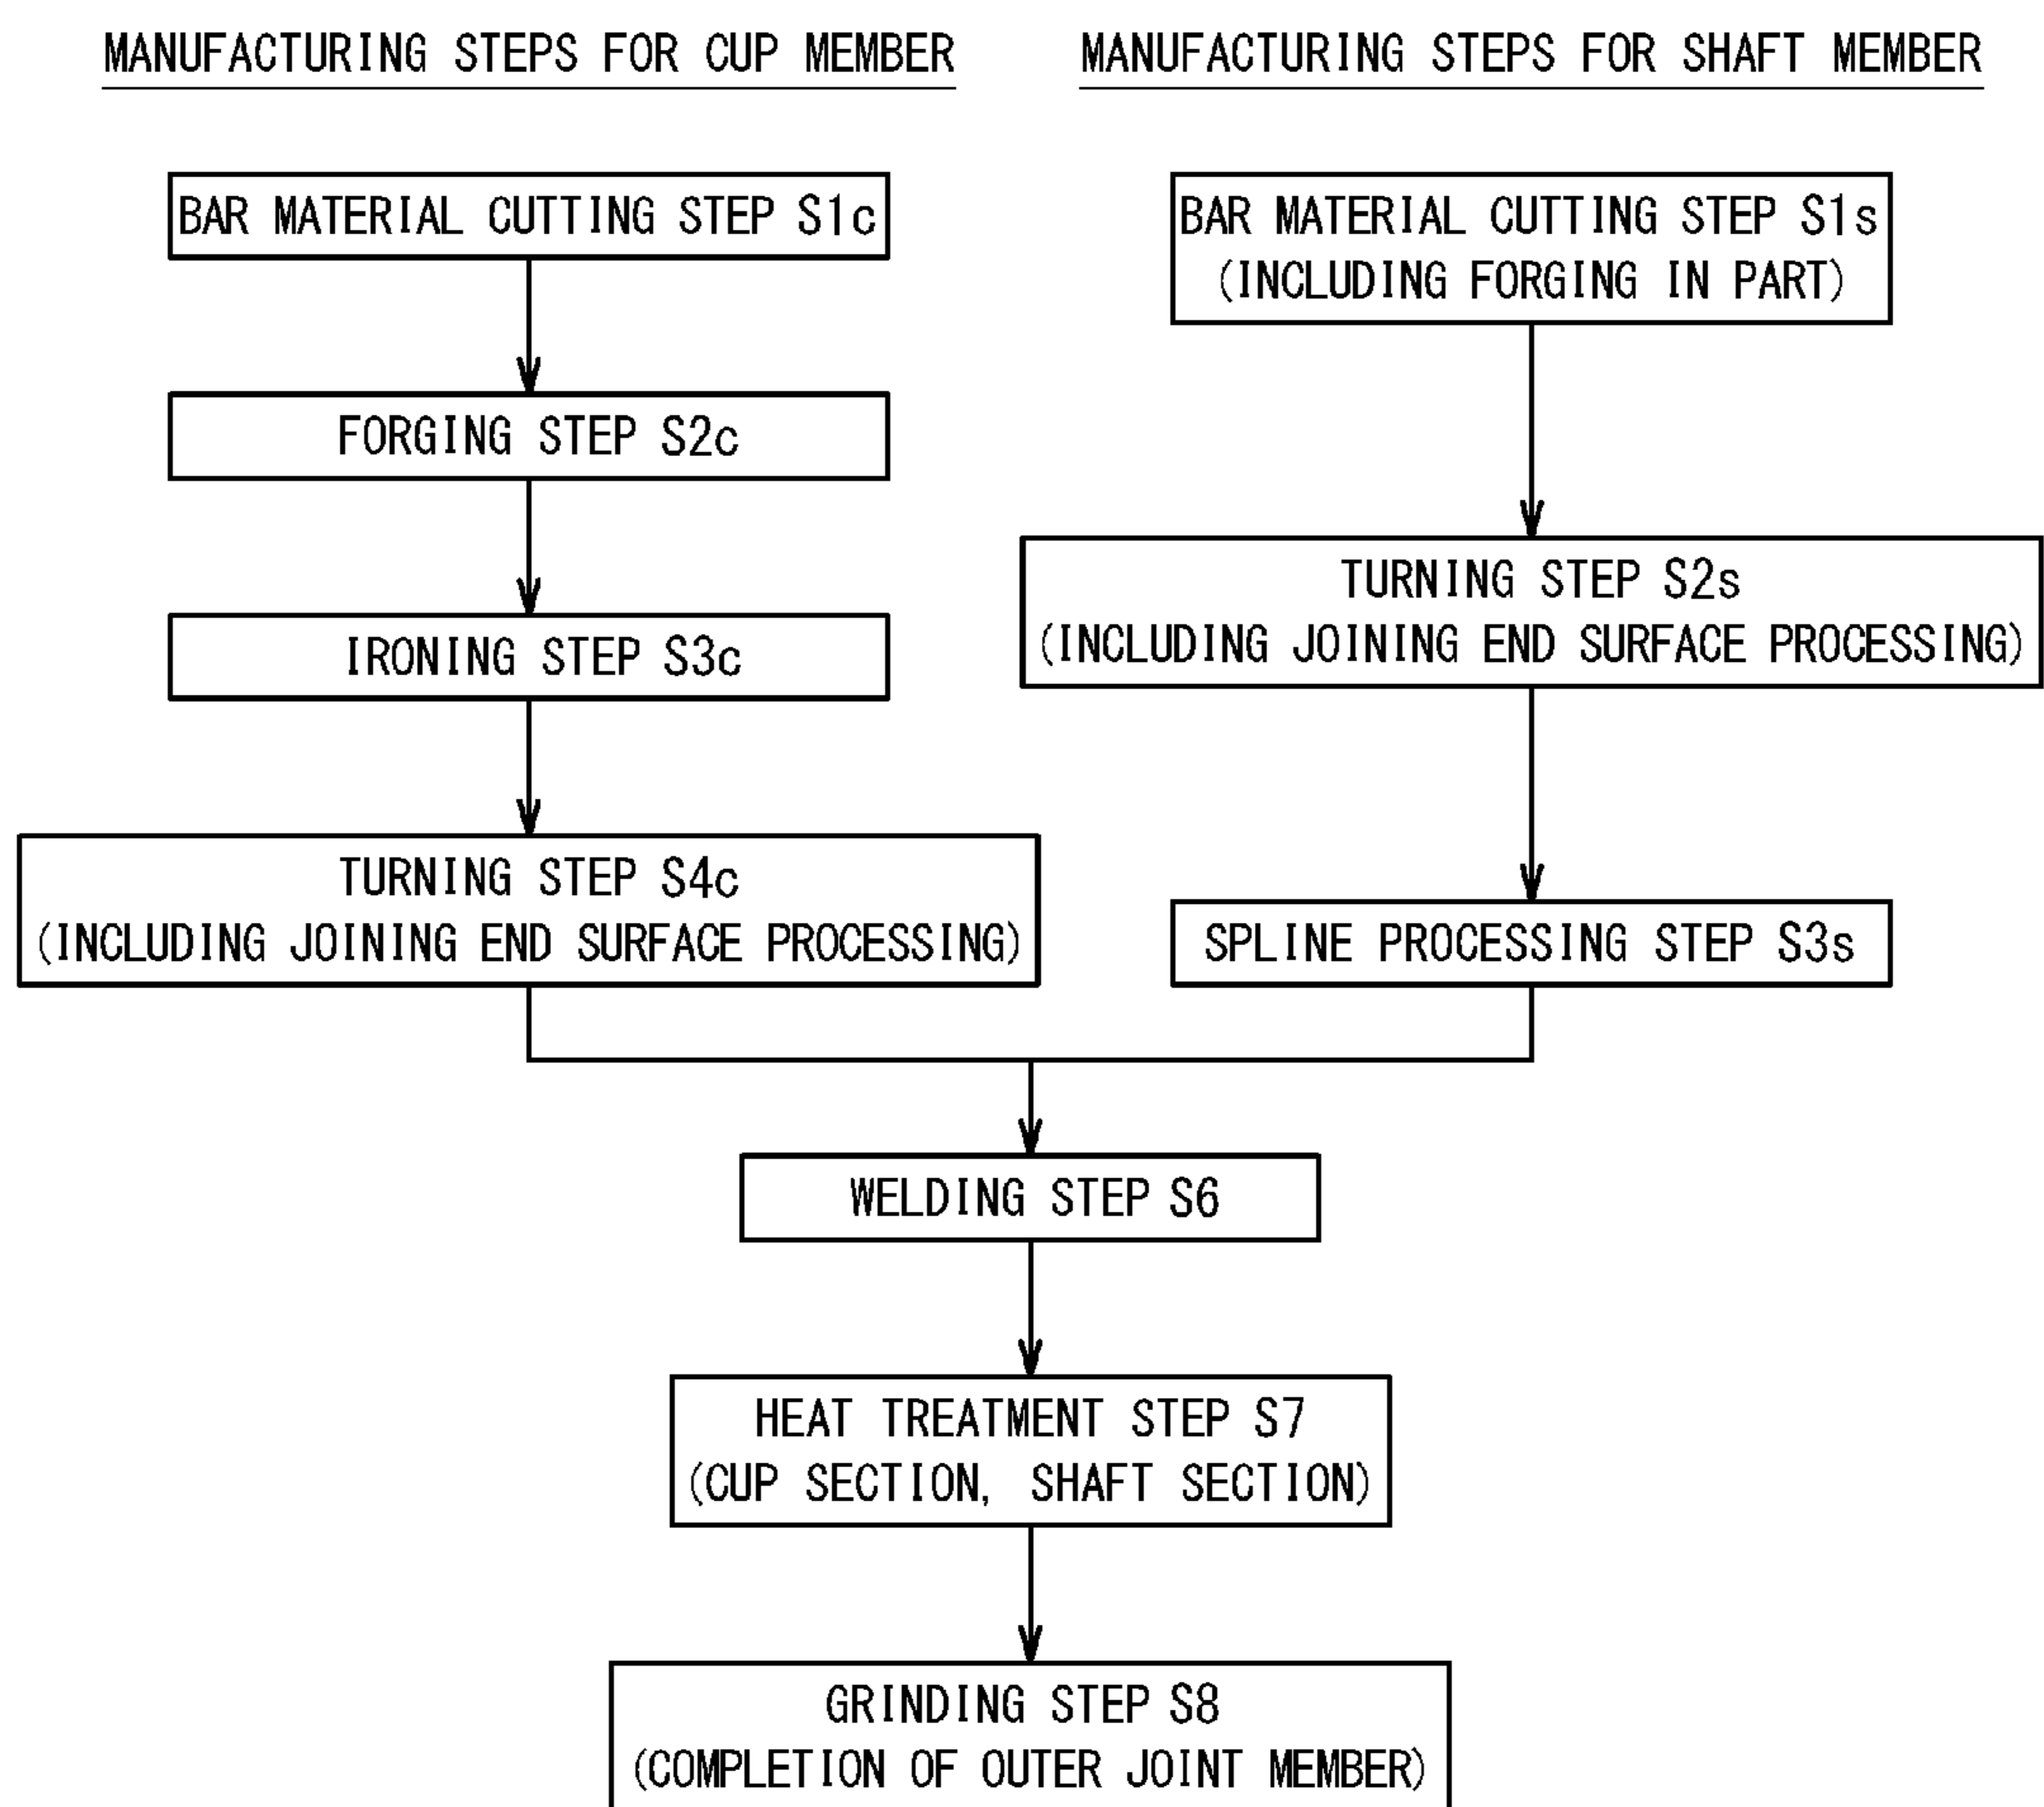 MANUFACTURING STEPS FOR CUP MEMBER
BAR MATERIAL CUTTING STEP S1c
FORGING STEP S2c
IRONING STEP S3c
TURNING STEP S4c
(INCLUDING JOINING END SURFACE PROCESSING)
MANUFACTURING STEPS FOR SHAFT MEMBER
BAR MATERIAL CUTTING STEP S1s
(INCLUDING FORGING IN PART)
TURNING STEP S2s
(INCLUDING JOINING END SURFACE PROCESSING)
SPLINE PROCESSING STEP S3s
WELDING STEP S6
HEAT TREATMENT STEP S7
(CUP SECTION, SHAFT SECTION)
GRINDING STEP S8
(COMPLETION OF OUTER JOINT MEMBER)